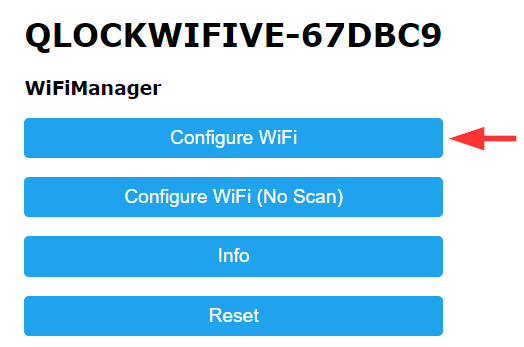 QLOCKWIFIVE-67DBC9
WiFiManager
Configure WiFi
Configure WiFi (No Scan)
Info
Reset